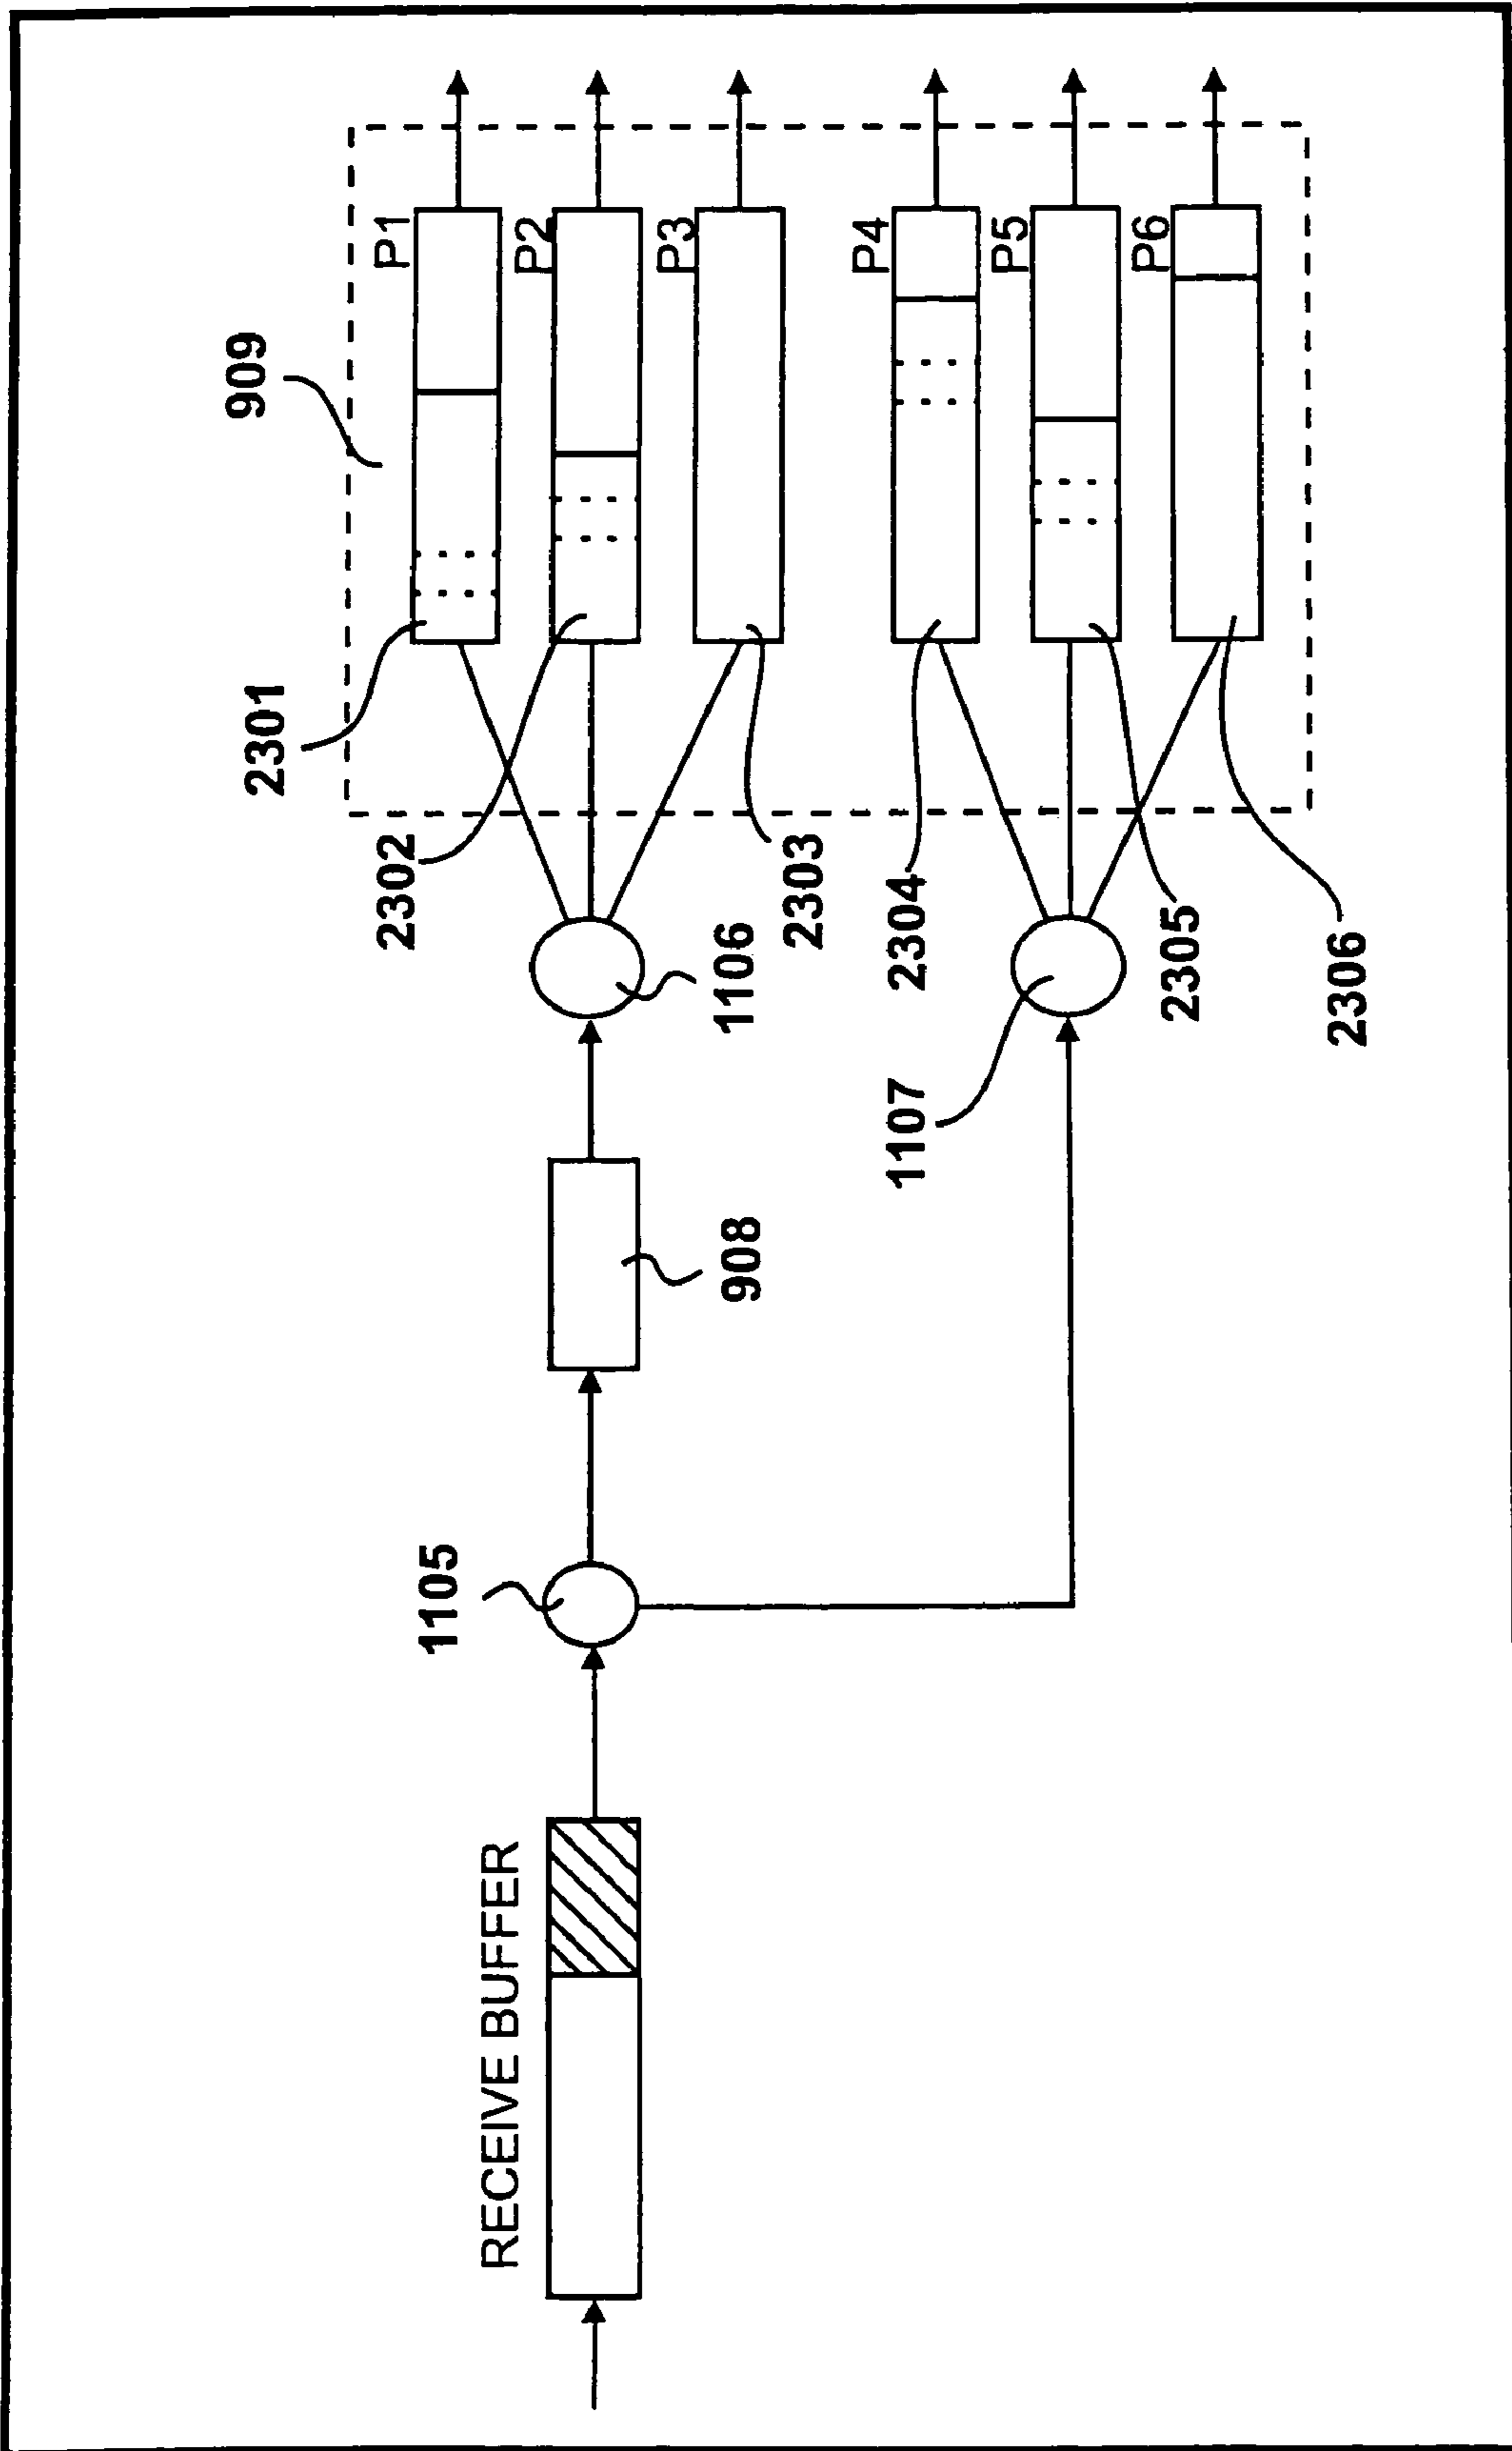 RECEIVE BUFFER
1105
908
1106
1107
909
2301
2302
2303
2304
2305
2306
P1
P2
P3
P4
P5
P6